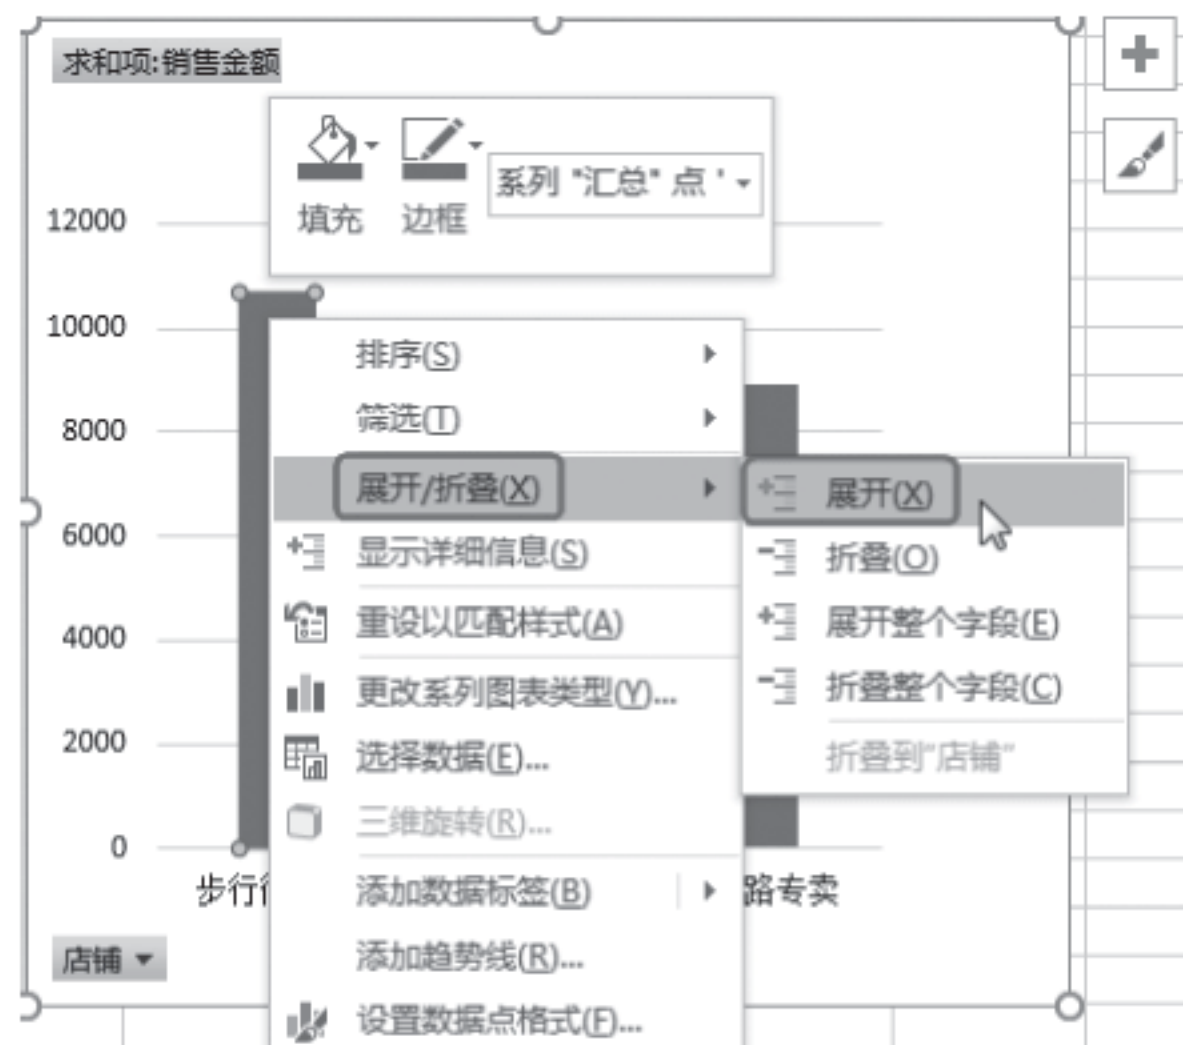 求和项:销售金额
系列 "汇总" 点 '
填充 边框
12000
10000
8000
6000
4000
2000
0
排序(S)
筛选(T)
展开/折叠(X)
显示详细信息(S)
重设以匹配样式(A)
更改系列图表类型(Y)...
选择数据(E)...
三维旋转(R)...
添加数据标签(B)
添加趋势线(R)...
设置数据点格式(F)...
展开(X)
折叠(O)
展开整个字段(E)
折叠整个字段(C)
折叠到"店铺"
步行
路专卖
店铺